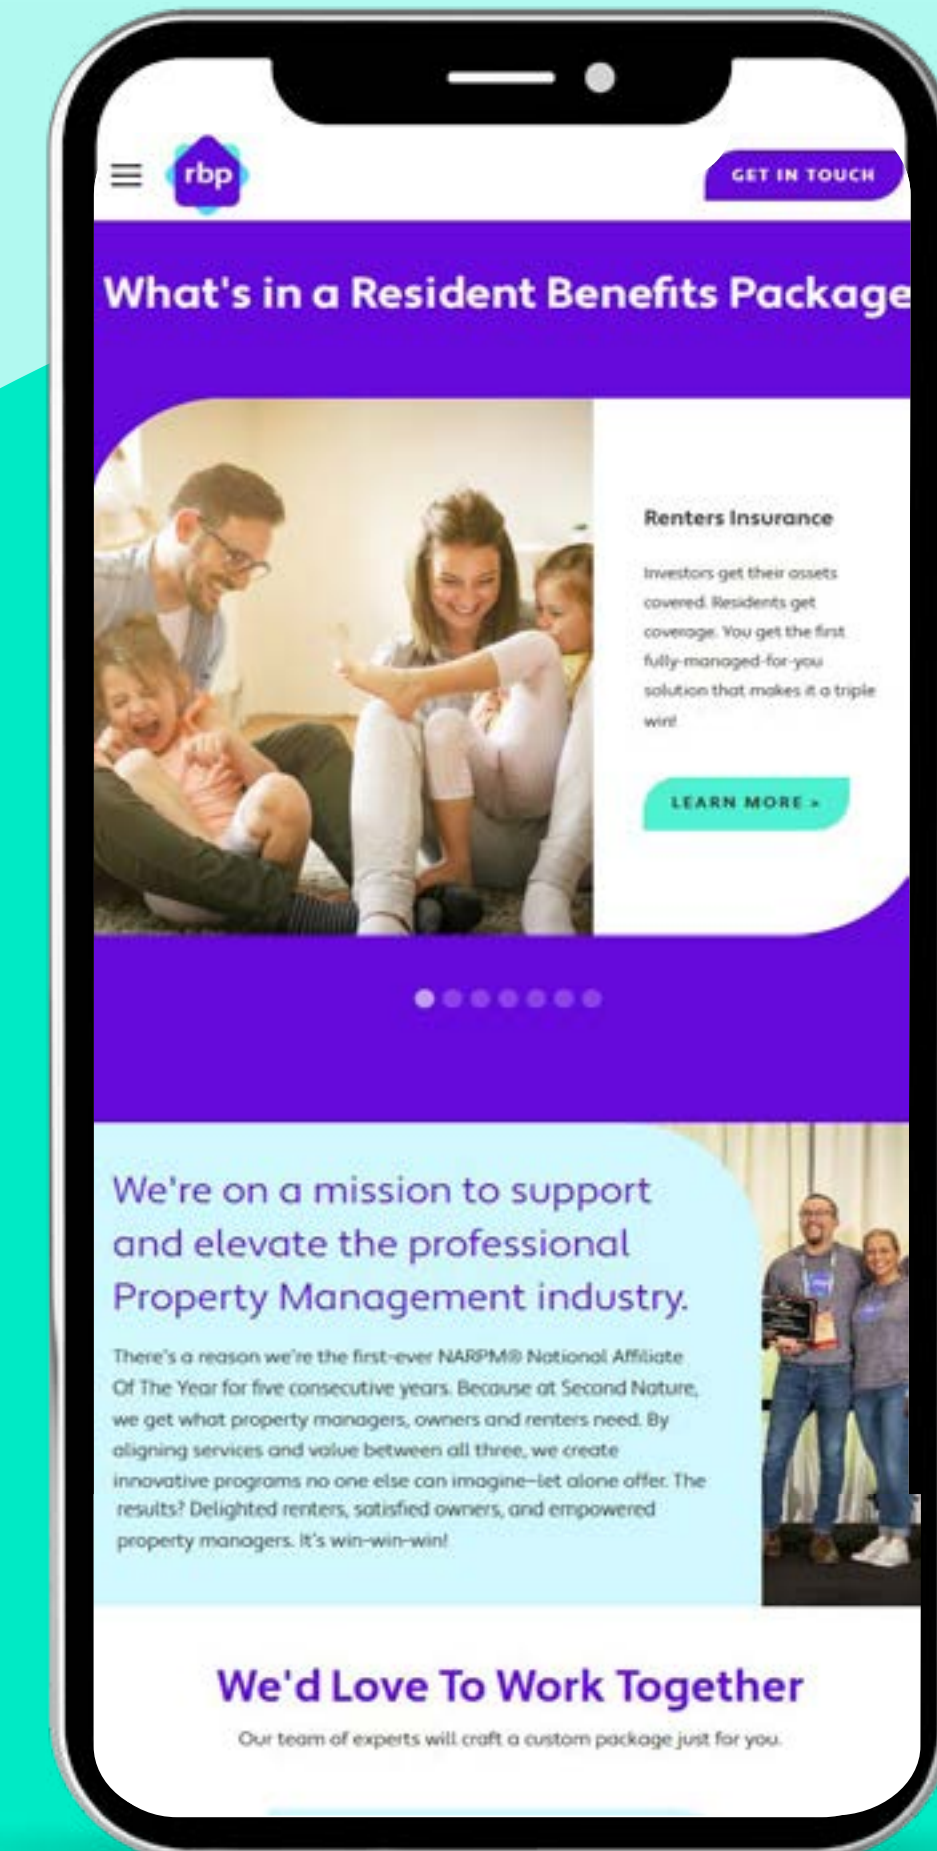 rbp
GET IN TOUCH
What's in a Resident Benefits Package
Renters Insurance
Investors get their assets
covered. Residents get
coverage. You get the first
fully-managed-for-you
solution that makes it a triple
win!
LEARN MORE »
We're on a mission to support
and elevate the professional
Property Management industry.
There's a reason we're the first-ever NARPM® National Affiliate
Of The Year for five consecutive years. Because at Second Nature,
we get what property managers, owners and renters need. By
aligning services and value between all three, we create
innovative programs no one else can imagine—let alone offer. The
results? Delighted renters, satisfied owners, and empowered
property managers. It's win-win-win!
We'd Love To Work Together
Our team of experts will craft a custom package just for you.